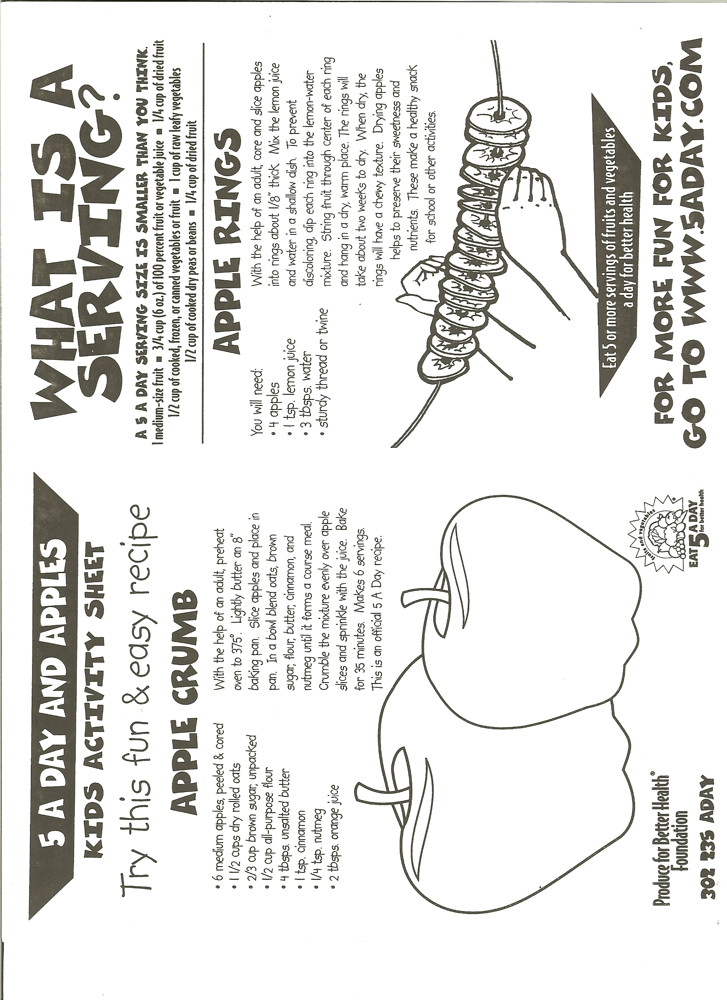 5 A DAY AND APPLES
KIDS ACTIVITY SHEET
Try this fun & easy recipe
APPLE CRUMB
• 6 medium apples, peeled & cored
• 1 1/2 cups dry rolled oats
• 2/3 cup brown sugar, unpacked
• 1/2 cup all-purpose flour
• 4 tbsps. unsalted butter
• 1 tsp. cinnamon
• 1/4 tsp. nutmeg
• 2 tbsps. orange juice
With the help of an adult, preheat
oven to 375°. Lightly butter an 8"
baking pan. Slice apples and place in
pan. In a bowl blend oats, brown
sugar, flour, butter, cinnamon, and
nutmeg until it forms a course meal.
Crumble the mixture evenly over apple
slices and sprinkle with the juice. Bake
for 35 minutes. Makes 6 servings.
This is an official 5 A Day recipe.
Produce for Better Health®
Foundation
302 235 ADAY
fruits and vegetables
EAT 5 A DAY
for better health
WHAT IS A
SERVING?
A 5 A DAY SERVING SIZE IS SMALLER THAN YOU THINK.
1 medium-size fruit ■ 3/4 cup (6 oz.) of 100 percent fruit or vegetable juice ■ 1/4 cup of dried fruit
1/2 cup of cooked, frozen, or canned vegetables or fruit ■ 1 cup of raw leafy vegetables
1/2 cup of cooked dry peas or beans ■ 1/4 cup of dried fruit
APPLE RINGS
You will need:
• 4 apples
• 1 tsp. lemon juice
• 3 tbsps. water
• sturdy thread or twine
With the help of an adult, core and slice apples
into rings about 1/8" thick. Mix the lemon juice
and water in a shallow dish. To prevent
discoloring, dip each ring into the lemon-water
mixture. String fruit through center of each ring
and hang in a dry, warm place. The rings will
take about two weeks to dry. When dry, the
rings will have a chewy texture. Drying apples
helps to preserve their sweetness and
nutrients. These make a healthy snack
for school or other activities.
Eat 5 or more servings of fruits and vegetables
a day for better health
FOR MORE FUN FOR KIDS,
GO TO WWW.5ADAY.COM